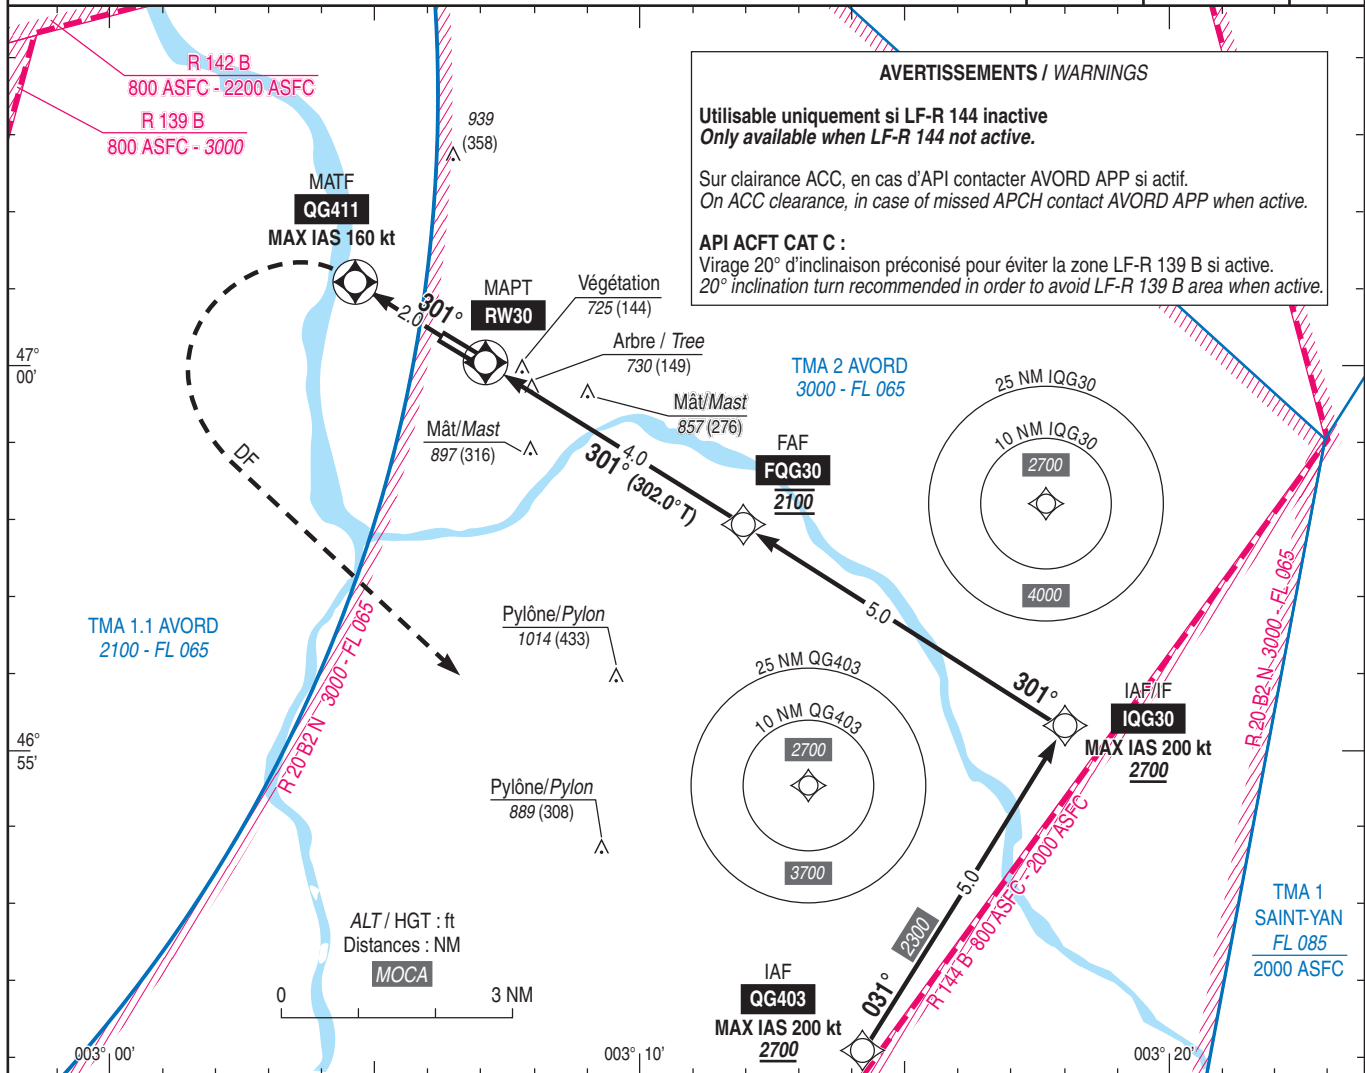 R 142 B
800 ASFC - 2200 ASFC
R 139 B
800 ASFC - 3000
939
(358)
AVERTISSEMENTS / WARNINGS
Utilisable uniquement si LF-R 144 inactive
Only available when LF-R 144 not active.
Sur clairance ACC, en cas d'API contacter AVORD APP si actif.
On ACC clearance, in case of missed APCH contact AVORD APP when active.
API ACFT CAT C :
Virage 20° d'inclinaison préconisé pour éviter la zone LF-R 139 B si active.
20° inclination turn recommended in order to avoid LF-R 139 B area when active.
MATF
QG411
MAX IAS 160 kt
301°
2.0
MAPT
RW30
Végétation
725 (144)
Arbre / Tree
730 (149)
Mât/Mast
857 (276)
Mât/Mast
897 (316)
47°
00'
TMA 2 AVORD
3000 - FL 065
25 NM IQG30
10 NM IQG30
2700
4000
FAF
FQG30
2100
4.0
301° (302.0°T)
DF
5.0
301°
TMA 1.1 AVORD
2100 - FL 065
R 20 B2 N 3000 - FL 065
Pylône/Pylon
1014 (433)
Pylône/Pylon
889 (308)
25 NM QG403
10 NM QG403
2700
3700
IAF/IF
IQG30
MAX IAS 200 kt
2700
R 20 B2 N 3000 - FL 065
46°
55'
R 144 B 800 ASFC - 2000 ASFC
5.0
2300
031°
TMA 1
SAINT-YAN
FL 085
2000 ASFC
ALT / HGT : ft
Distances : NM
MOCA
0 3 NM
IAF
QG403
MAX IAS 200 kt
2700
003° 00'
003° 10'
003° 20'